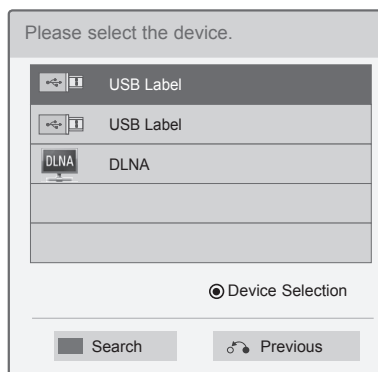 Please select the device.
USB Label
USB Label
DLNA DLNA
Device Selection
Search Previous